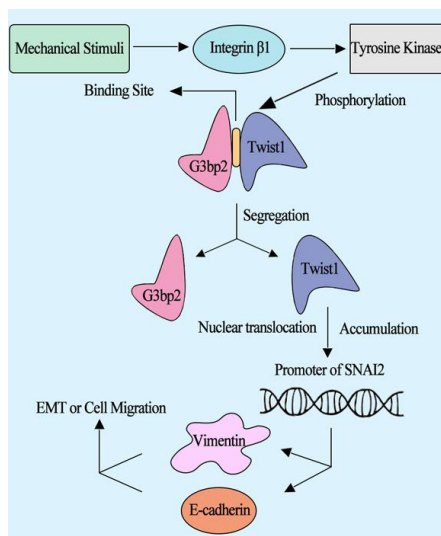 Mechanical Stimuli
Integrin β1
Tyrosine Kinase
Binding Site
Phosphorylation
G3bp2
Twist1
Segregation
G3bp2
Twist1
Nuclear translocation
Accumulation
Promoter of SNAI2
EMT or Cell Migration
Vimentin
E-cadherin